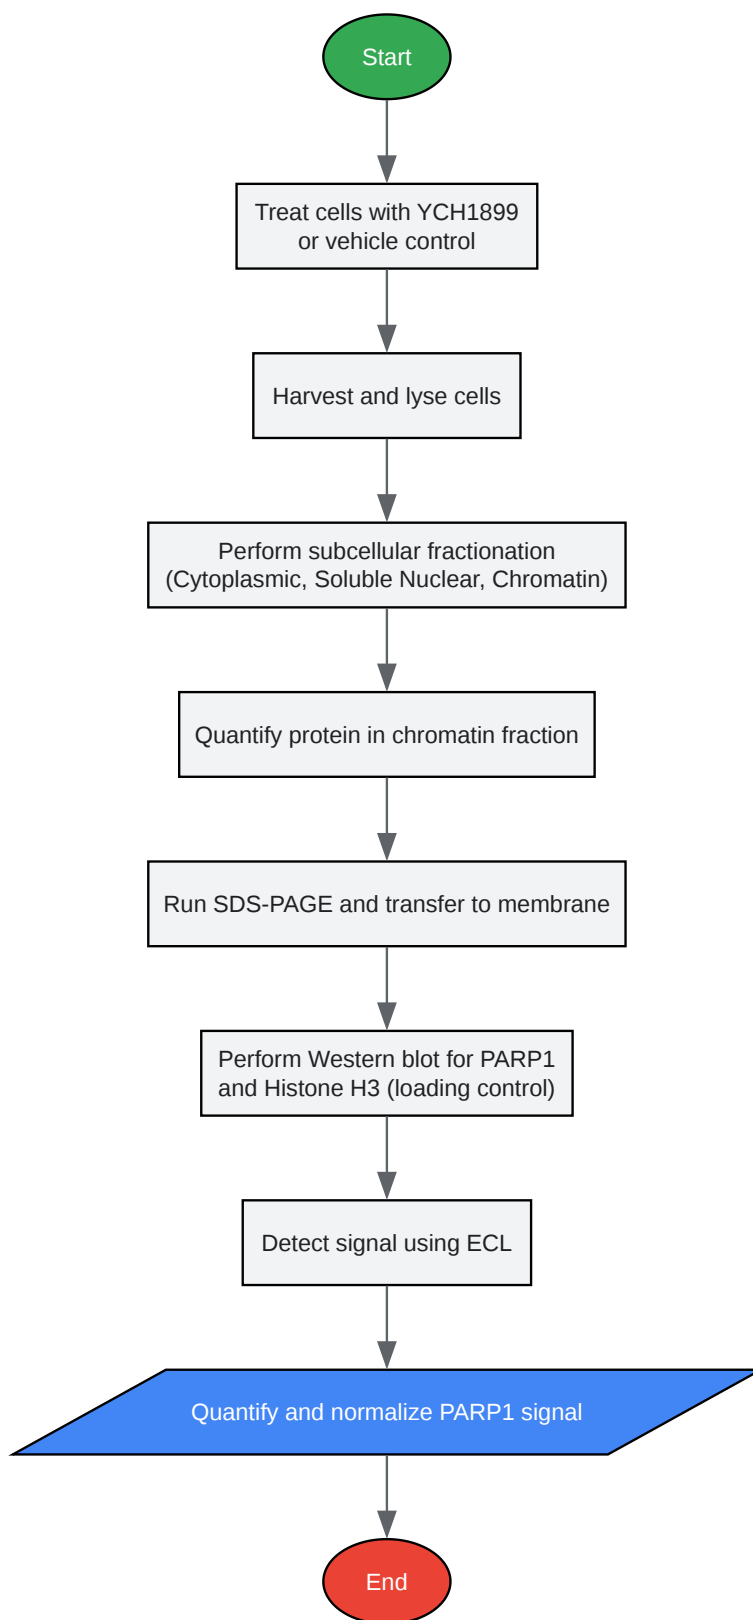 Start
Treat cells with YCH1899
or vehicle control
Harvest and lyse cells
Perform subcellular fractionation
(Cytoplasmic, Soluble Nuclear, Chromatin)
Quantify protein in chromatin fraction
Run SDS-PAGE and transfer to membrane
Perform Western blot for PARP1
and Histone H3 (loading control)
Detect signal using ECL
Quantify and normalize PARP1 signal
End